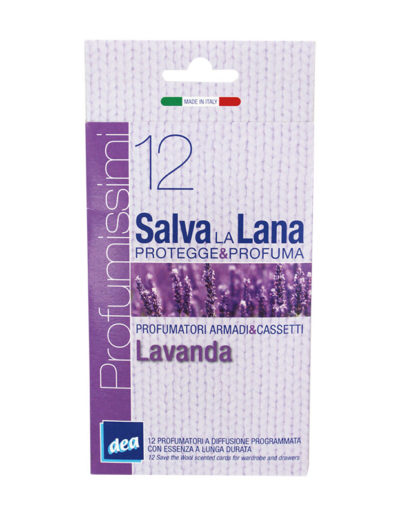 MADE IN ITALY
Profumissimi
12
Salva LA Lana
PROTEGGE&PROFUMA
PROFUMATORI ARMADI&CASSETTI
Lavanda
dea
12 PROFUMATORI A DIFFUSIONE PROGRAMMATA
CON ESSENZA A LUNGA DURATA
12 Save the Wool scented cards for wardrobe and drawers